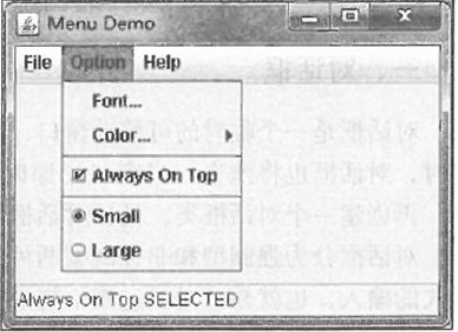 Menu Demo
File Option Help
Font...
Color...
Always On Top
Small
Large
Always On Top SELECTED